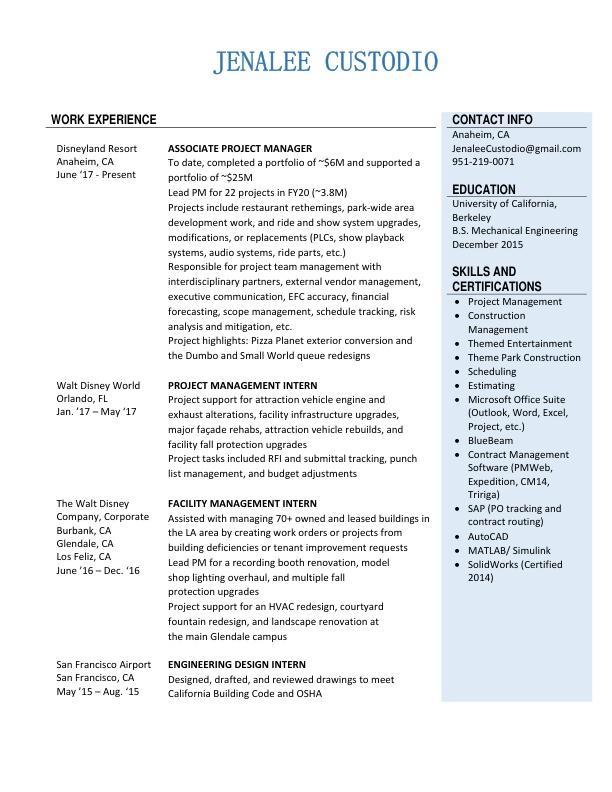 JENALEE CUSTODIO
WORK EXPERIENCE
Disneyland Resort
Anaheim, CA
June ‘17 - Present
ASSOCIATE PROJECT MANAGER
To date, completed a portfolio of ~$6M and supported a
portfolio of ~$25M
Lead PM for 22 projects in FY20 (~3.8M)
Projects include restaurant rethemings, park-wide area
development work, and ride and show system upgrades,
modifications, or replacements (PLCs, show playback
systems, audio systems, ride parts, etc.)
Responsible for project team management with
interdisciplinary partners, external vendor management,
executive communication, EFC accuracy, financial
forecasting, scope management, schedule tracking, risk
analysis and mitigation, etc.
Project highlights: Pizza Planet exterior conversion and
the Dumbo and Small World queue redesigns
Walt Disney World
Orlando, FL
Jan. ‘17 – May ‘17
PROJECT MANAGEMENT INTERN
Project support for attraction vehicle engine and
exhaust alterations, facility infrastructure upgrades,
major façade rehabs, attraction vehicle rebuilds, and
facility fall protection upgrades
Project tasks included RFI and submittal tracking, punch
list management, and budget adjustments
The Walt Disney
Company, Corporate
Burbank, CA
Glendale, CA
Los Feliz, CA
June ‘16 – Dec. ‘16
FACILITY MANAGEMENT INTERN
Assisted with managing 70+ owned and leased buildings in
the LA area by creating work orders or projects from
building deficiencies or tenant improvement requests
Lead PM for a recording booth renovation, model
shop lighting overhaul, and multiple fall
protection upgrades
Project support for an HVAC redesign, courtyard
fountain redesign, and landscape renovation at
the main Glendale campus
San Francisco Airport
San Francisco, CA
May ‘15 – Aug. ‘15
ENGINEERING DESIGN INTERN
Designed, drafted, and reviewed drawings to meet
California Building Code and OSHA
CONTACT INFO
Anaheim, CA
JenaleeCustodio@gmail.com
951-219-0071
EDUCATION
University of California,
Berkeley
B.S. Mechanical Engineering
December 2015
SKILLS AND
CERTIFICATIONS
• Project Management
• Construction
Management
• Themed Entertainment
• Theme Park Construction
• Scheduling
• Estimating
• Microsoft Office Suite
(Outlook, Word, Excel,
Project, etc.)
• BlueBeam
• Contract Management
Software (PMWeb,
Expedition, CM14,
Tririga)
• SAP (PO tracking and
contract routing)
• AutoCAD
• MATLAB/ Simulink
• SolidWorks (Certified
2014)